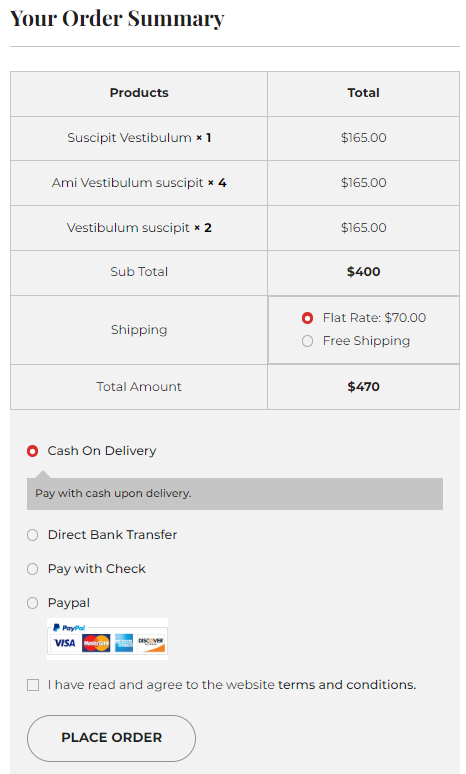 Your Order Summary
Products Total
Suscipit Vestibulum × 1 $165.00
Ami Vestibulum suscipit × 4 $165.00
Vestibulum suscipit × 2 $165.00
Sub Total $400
Shipping
Flat Rate: $70.00
Free Shipping
Total Amount $470
Cash On Delivery
Pay with cash upon delivery.
Direct Bank Transfer
Pay with Check
Paypal
PayPal
VISA MasterCard AMERICAN EXPRESS DISCOVER
I have read and agree to the website terms and conditions.
PLACE ORDER